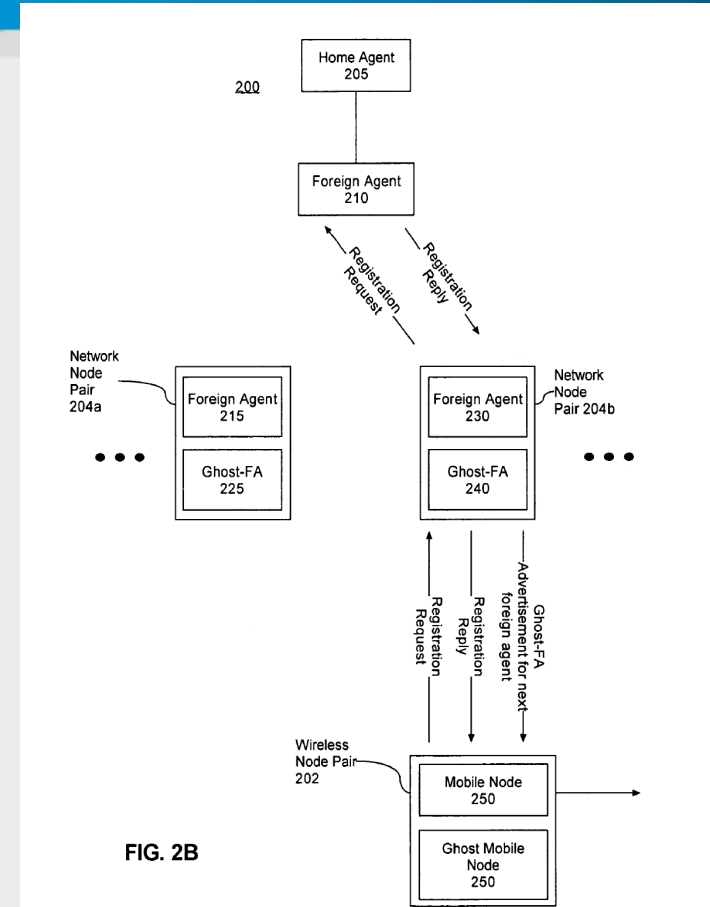 Home Agent
205
200
Foreign Agent
210
Registration
Request
Registration
Reply
Network
Node
Pair
204a
Foreign Agent
215
Ghost-FA
225
Foreign Agent
230
Ghost-FA
240
Network
Node
Pair 204b
Registration
Request
Registration
Reply
Ghost-FA
Advertisement for next
foreign agent
Wireless
Node Pair
202
Mobile Node
250
Ghost Mobile
Node
250
FIG. 2B